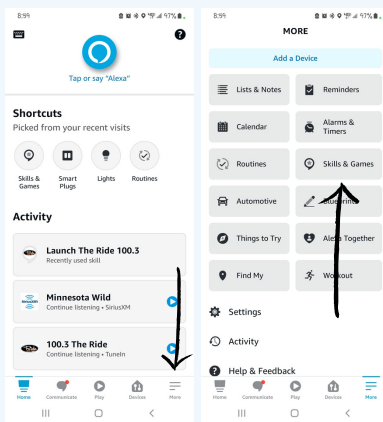 8:59
97%
Tap or say "Alexa"
Shortcuts
Picked from your recent visits
Skills & Games
Smart Plugs
Lights
Routines
Activity
Launch The Ride 100.3
Recently used skill
Minnesota Wild
Continue listening • SiriusXM
100.3 The Ride
Continue listening • TuneIn
Home
Communicate
Play
Devices
More
8:59
97%
MORE
Add a Device
Lists & Notes
Reminders
Calendar
Alarms & Timers
Routines
Skills & Games
Automotive
Blueprints
Things to Try
Alexa Together
Find My
Workout
Settings
Activity
Help & Feedback
Home
Communicate
Play
Devices
More